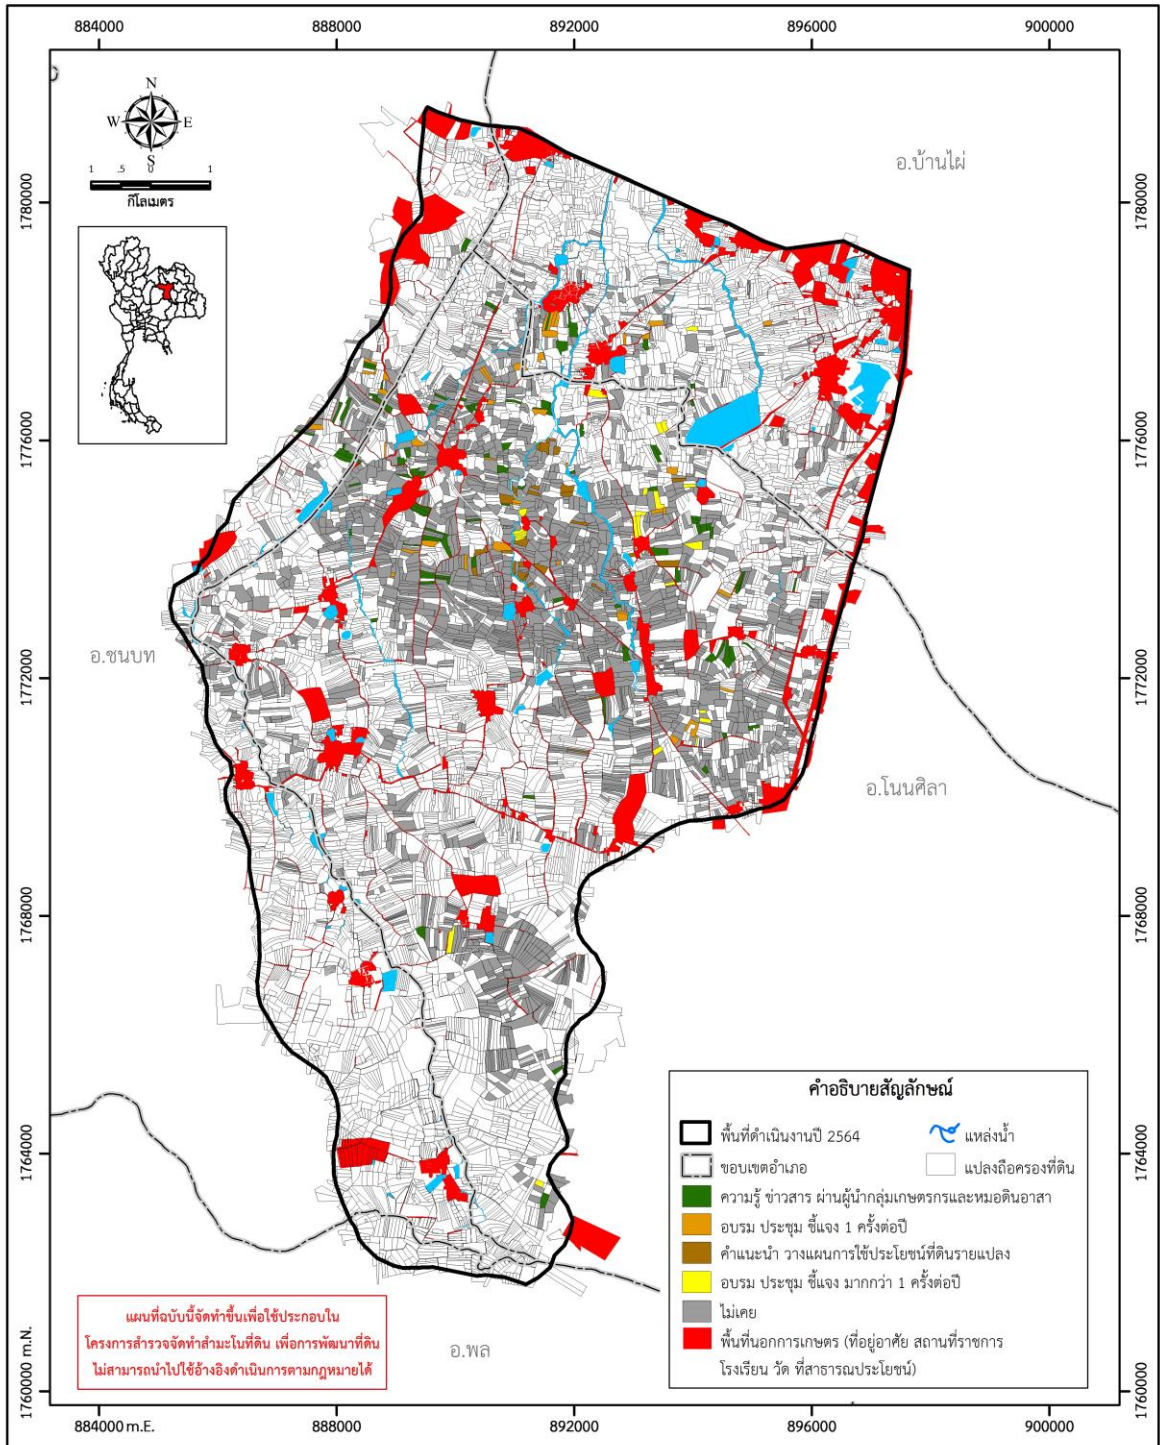 884000 888000 892000 896000 900000
N
W E
S
1 .5 0 1
กิโลเมตร
อ.บ้านไผ่
1780000 1780000
1776000 1776000
อ.ชนบท
1772000 1772000
อ.โนนศิลา
1768000 1768000
คำอธิบายสัญลักษณ์
พื้นที่ดำเนินงานปี 2564 แหล่งน้ำ
ขอบเขตอำเภอ แปลงถือครองที่ดิน
ความรู้ ข่าวสาร ผ่านผู้นำกลุ่มเกษตรกรและหมอดินอาสา
อบรม ประชุม ชี้แจง 1 ครั้งต่อปี
คำแนะนำ วางแผนการใช้ประโยชน์ที่ดินรายแปลง
อบรม ประชุม ชี้แจง มากกว่า 1 ครั้งต่อปี
ไม่เคย
พื้นที่นอกการเกษตร (ที่อยู่อาศัย สถานที่ราชการ
โรงเรียน วัด ที่สาธารณประโยชน์)
1764000 1764000
แผนที่ฉบับนี้จัดทำขึ้นเพื่อใช้ประกอบใน
โครงการสำรวจจัดทำสำมะโนที่ดิน เพื่อการพัฒนาที่ดิน
ไม่สามารถนำไปใช้อ้างอิงดำเนินการตามกฎหมายได้
อ.พล
1760000 m.N. 1760000
884000 m.E. 888000 892000 896000 900000